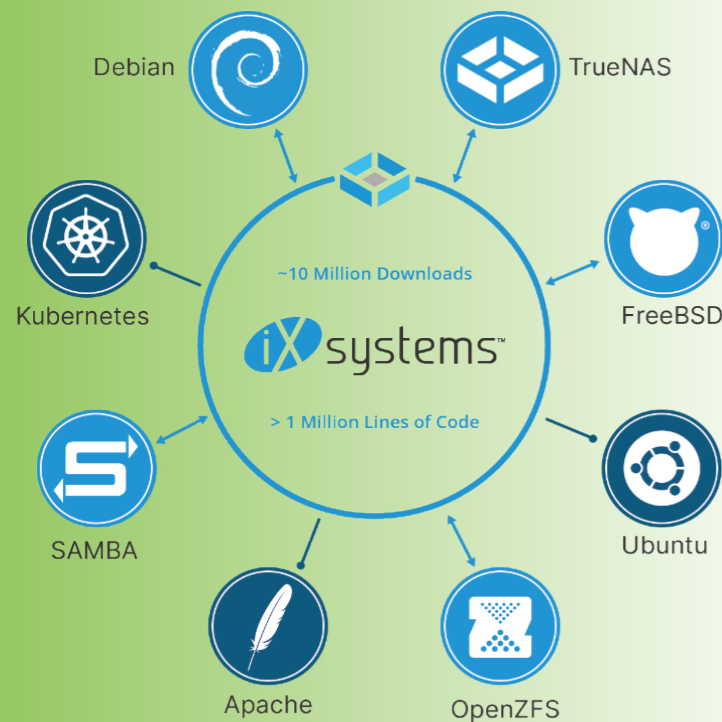 Debian
TrueNAS
Kubernetes
~10 Million Downloads
®
FreeBSD
iXsystems™
> 1 Million Lines of Code
SAMBA
Ubuntu
Apache
OpenZFS